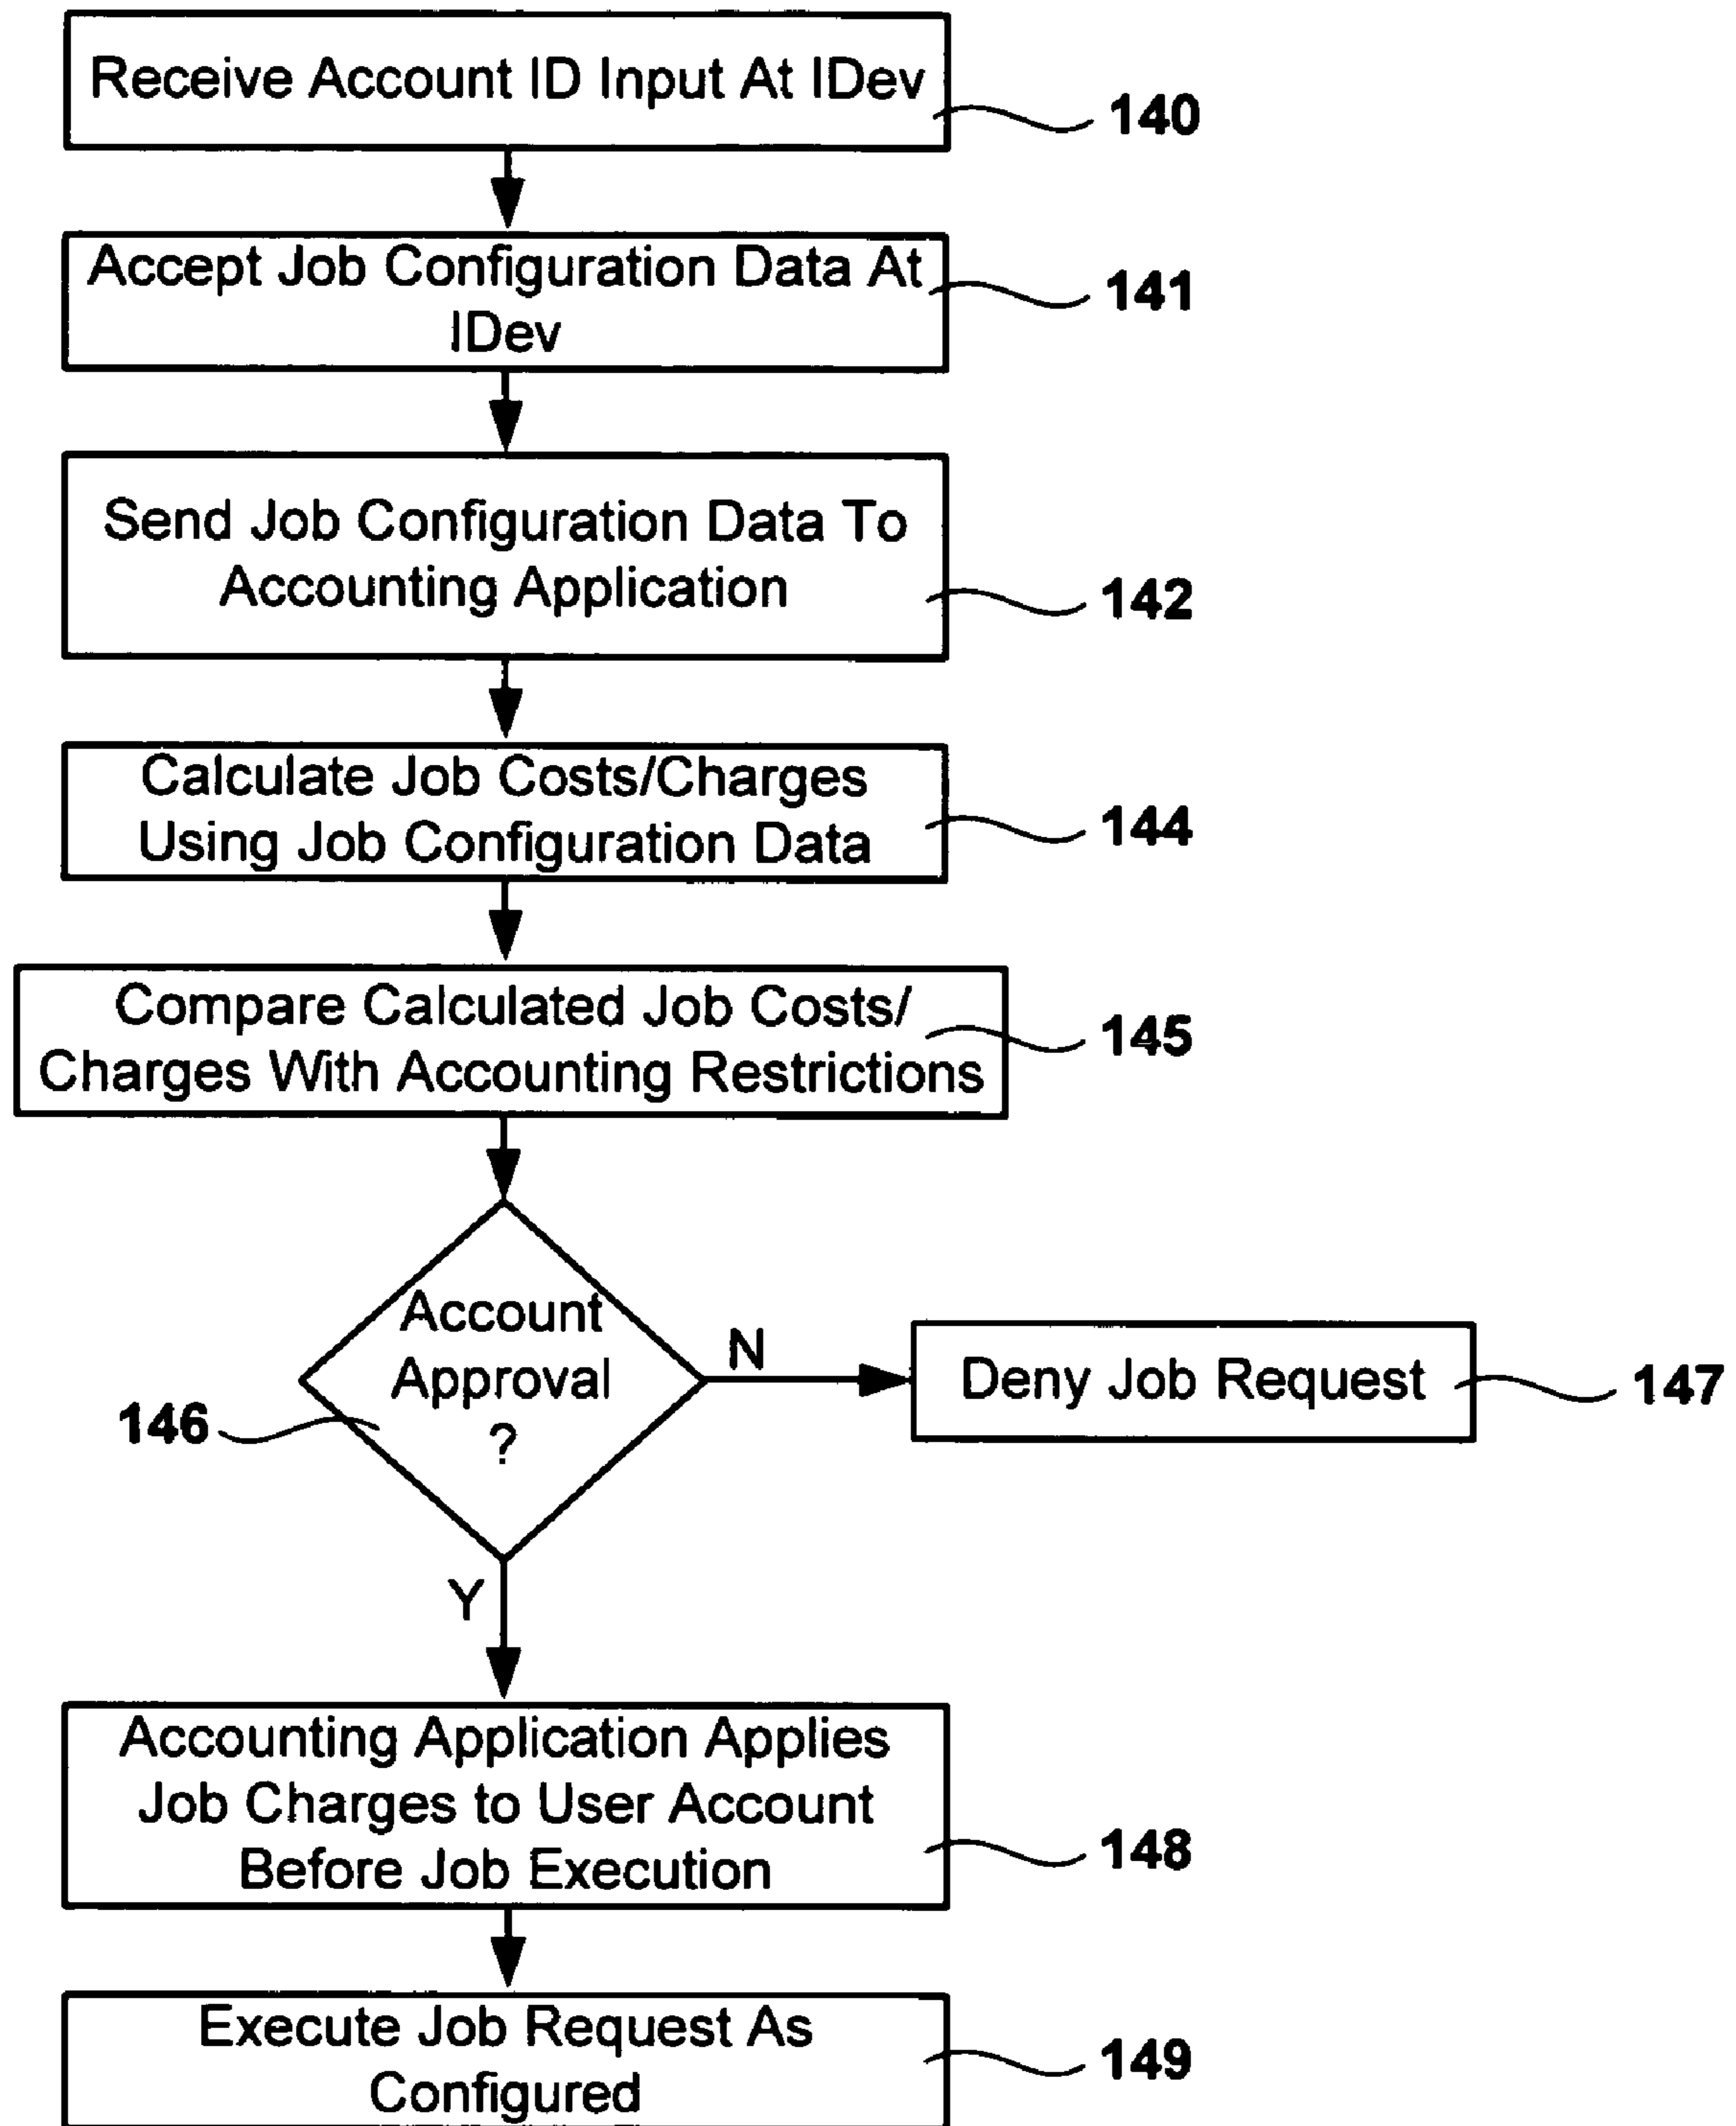 Receive Account ID Input At IDev
140
Accept Job Configuration Data At
IDev
141
Send Job Configuration Data To
Accounting Application
142
Calculate Job Costs/Charges
Using Job Configuration Data
144
Compare Calculated Job Costs/
Charges With Accounting Restrictions
145
Account
Approval
?
146
N
Deny Job Request
147
Y
Accounting Application Applies
Job Charges to User Account
Before Job Execution
148
Execute Job Request As
Configured
149